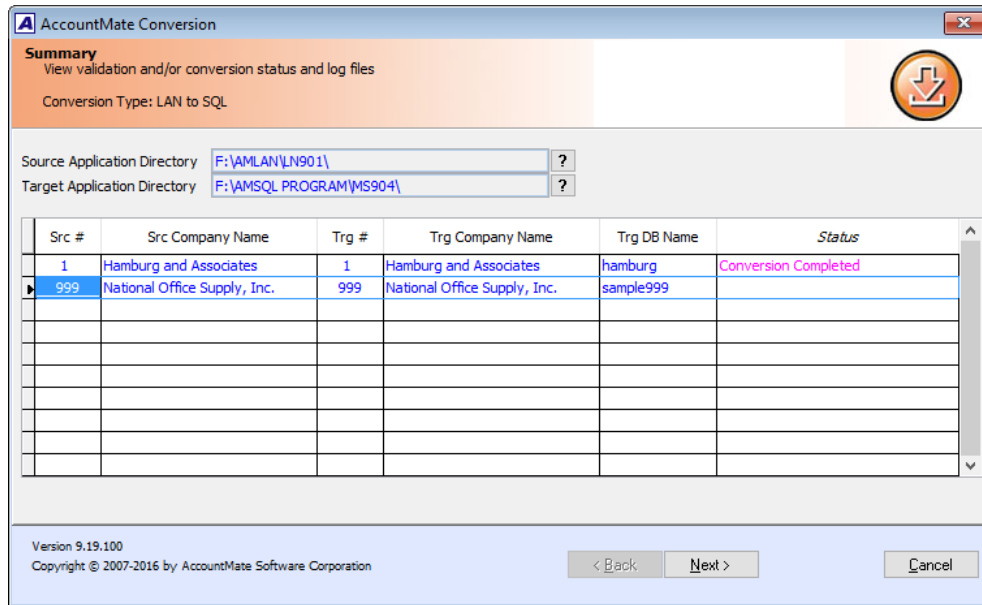 A AccountMate Conversion
Summary
View validation and/or conversion status and log files
Conversion Type: LAN to SQL
Source Application Directory F:\AMLAN\LN901\ ?
Target Application Directory F:\AMSQL PROGRAM\MS904\ ?
Src # Src Company Name Trg # Trg Company Name Trg DB Name Status
1 Hamburg and Associates 1 Hamburg and Associates hamburg Conversion Completed
999 National Office Supply, Inc. 999 National Office Supply, Inc. sample999
Version 9.19.100
Copyright © 2007-2016 by AccountMate Software Corporation
< Back Next > Cancel